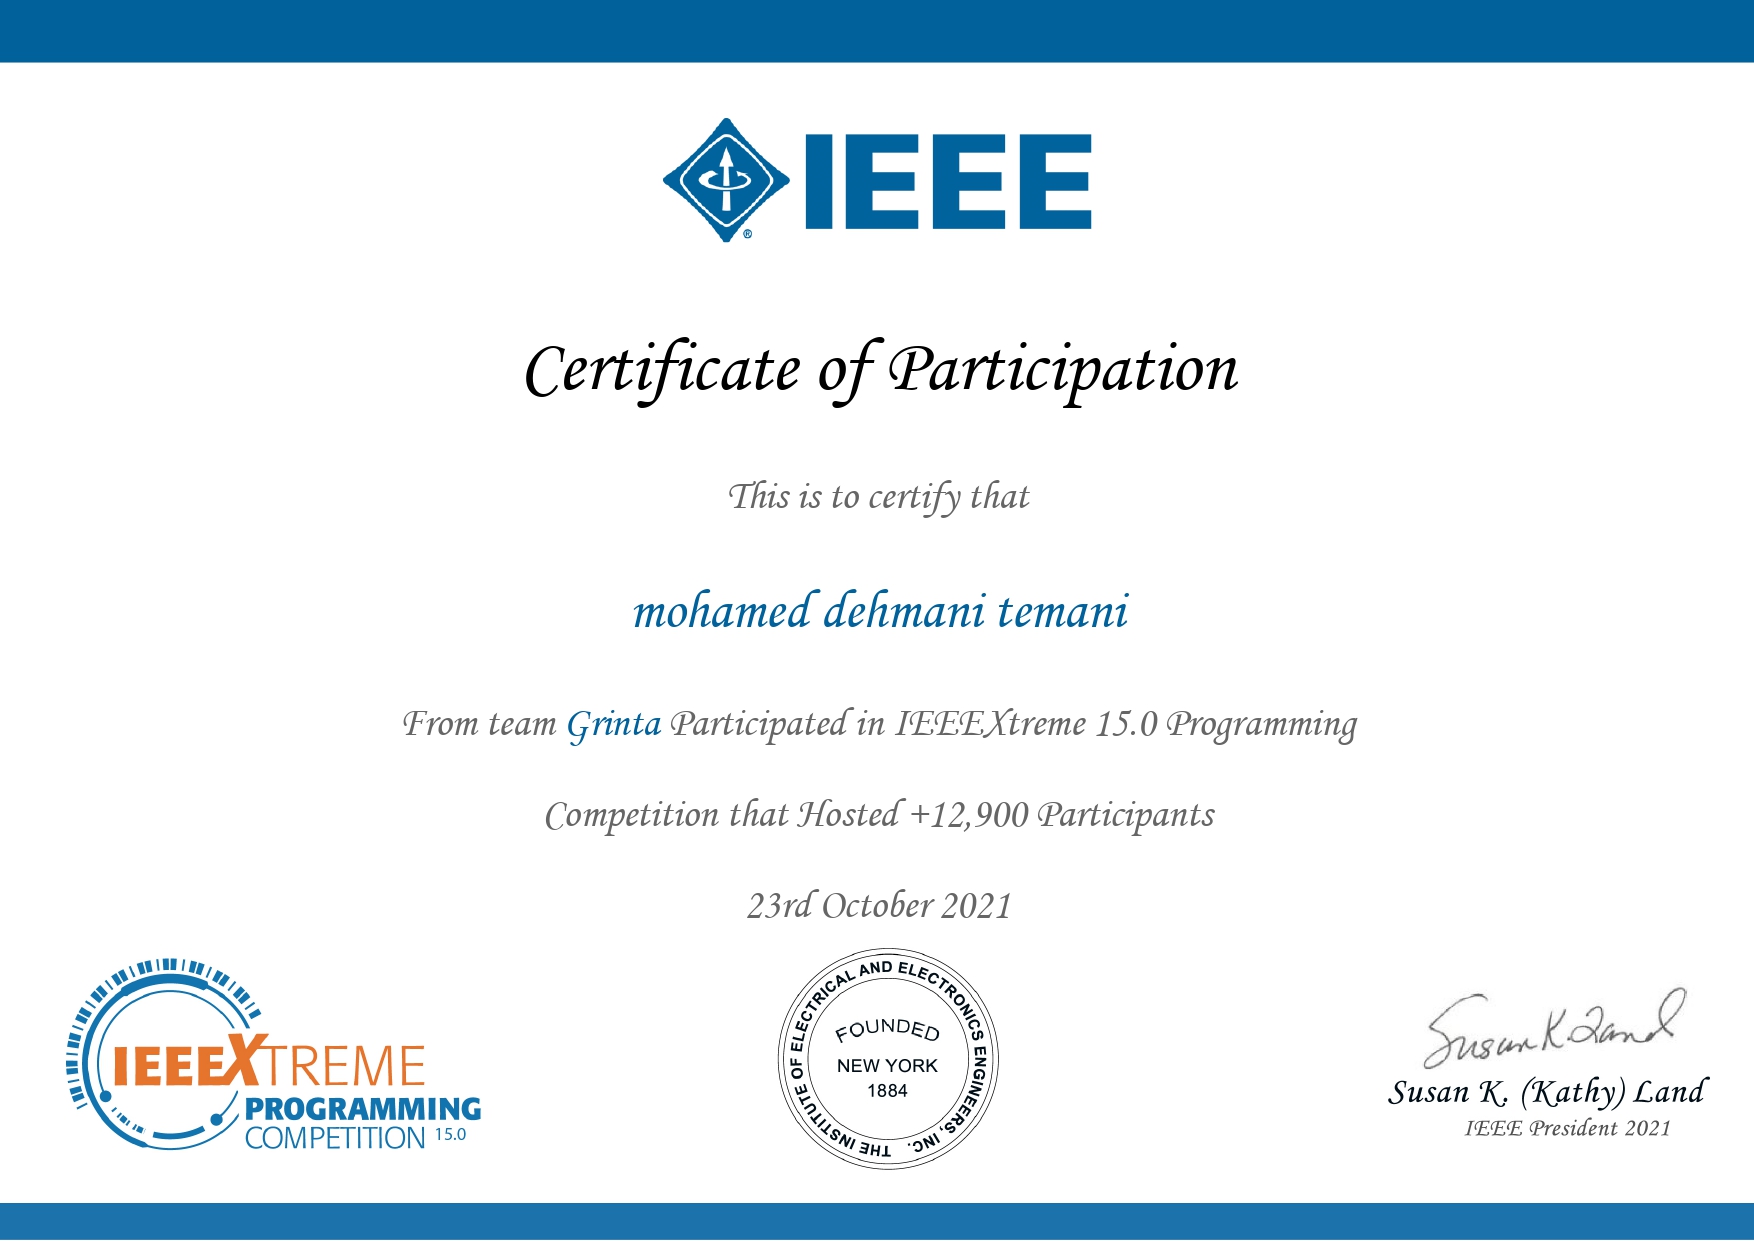 IEEE
®
Certificate of Participation
This is to certify that
mohamed dehmani temani
From team Grinta Participated in IEEEXtreme 15.0 Programming
Competition that Hosted +12,900 Participants
23rd October 2021
IEEEXTREME
PROGRAMMING
COMPETITION 15.0
THE INSTITUTE OF ELECTRICAL AND ELECTRONICS ENGINEERS, INC.
FOUNDED
NEW YORK
1884
Susan K. Land
Susan K. (Kathy) Land
IEEE President 2021